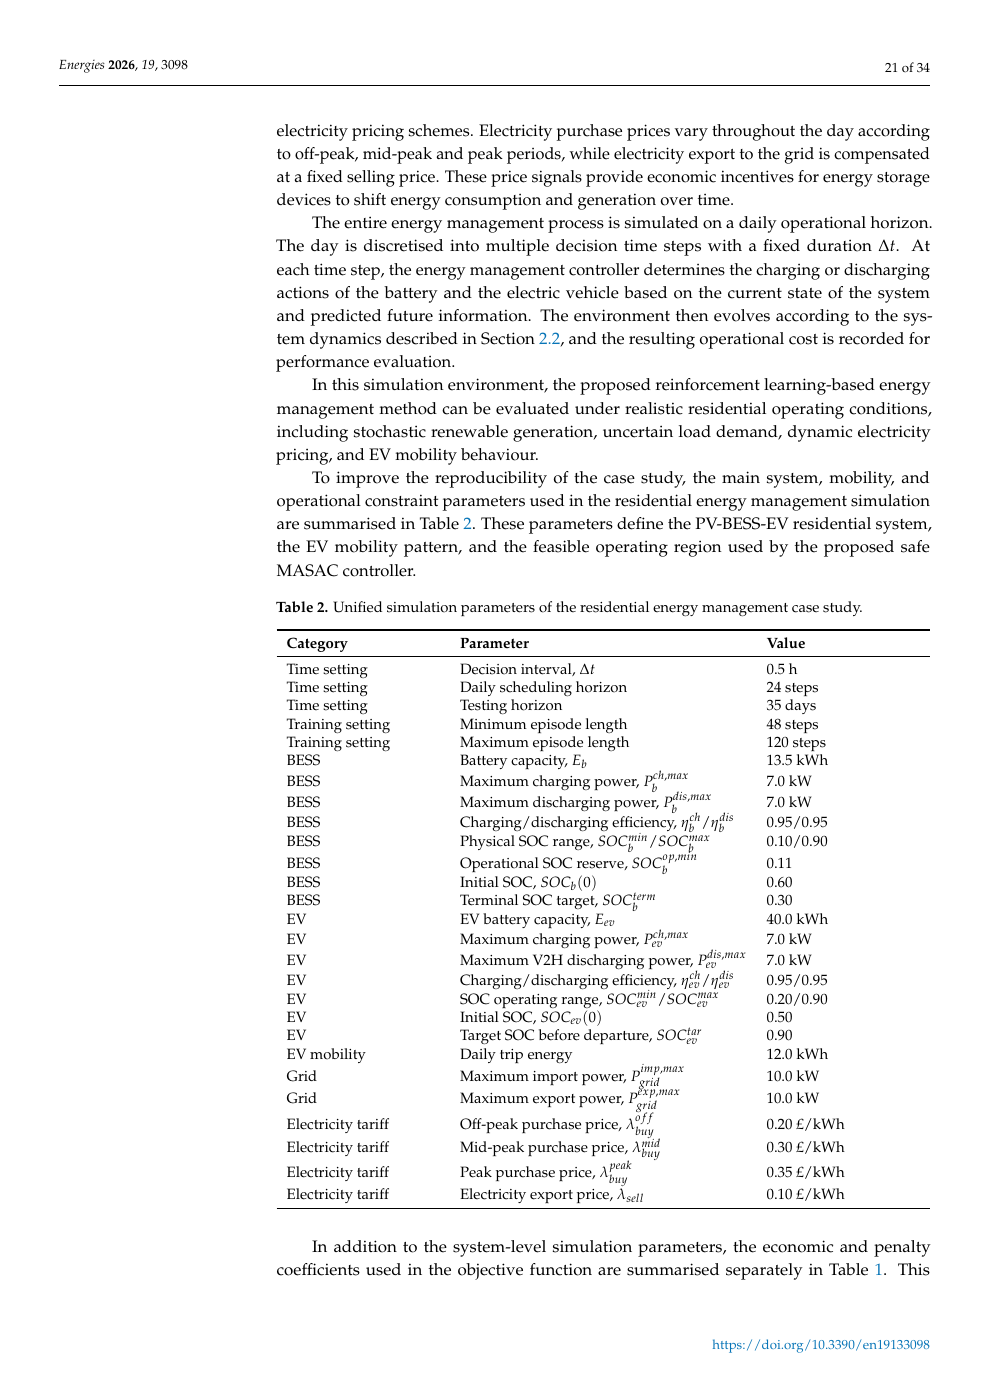 Energies 2026, 19, 3098
21 of 34
electricity pricing schemes. Electricity purchase prices vary throughout the day according
to off-peak, mid-peak and peak periods, while electricity export to the grid is compensated
at a fixed selling price. These price signals provide economic incentives for energy storage
devices to shift energy consumption and generation over time.
The entire energy management process is simulated on a daily operational horizon.
The day is discretised into multiple decision time steps with a fixed duration Δt. At
each time step, the energy management controller determines the charging or discharging
actions of the battery and the electric vehicle based on the current state of the system
and predicted future information. The environment then evolves according to the sys-
tem dynamics described in Section 2.2, and the resulting operational cost is recorded for
performance evaluation.
In this simulation environment, the proposed reinforcement learning-based energy
management method can be evaluated under realistic residential operating conditions,
including stochastic renewable generation, uncertain load demand, dynamic electricity
pricing, and EV mobility behaviour.
To improve the reproducibility of the case study, the main system, mobility, and
operational constraint parameters used in the residential energy management simulation
are summarised in Table 2. These parameters define the PV-BESS-EV residential system,
the EV mobility pattern, and the feasible operating region used by the proposed safe
MASAC controller.
Table 2. Unified simulation parameters of the residential energy management case study.
Category Parameter Value
Time setting Decision interval, Δt 0.5 h
Time setting Daily scheduling horizon 24 steps
Time setting Testing horizon 35 days
Training setting Minimum episode length 48 steps
Training setting Maximum episode length 120 steps
BESS Battery capacity, E_b 13.5 kWh
BESS Maximum charging power, P_b^{ch,max} 7.0 kW
BESS Maximum discharging power, P_b^{dis,max} 7.0 kW
BESS Charging/discharging efficiency, η_b^{ch}/η_b^{dis} 0.95/0.95
BESS Physical SOC range, SOC_b^{min}/SOC_b^{max} 0.10/0.90
BESS Operational SOC reserve, SOC_b^{op,min} 0.11
BESS Initial SOC, SOC_b(0) 0.60
BESS Terminal SOC target, SOC_b^{term} 0.30
EV EV battery capacity, E_{ev} 40.0 kWh
EV Maximum charging power, P_{ev}^{ch,max} 7.0 kW
EV Maximum V2H discharging power, P_{ev}^{dis,max} 7.0 kW
EV Charging/discharging efficiency, η_{ev}^{ch}/η_{ev}^{dis} 0.95/0.95
EV SOC operating range, SOC_{ev}^{min}/SOC_{ev}^{max} 0.20/0.90
EV Initial SOC, SOC_{ev}(0) 0.50
EV Target SOC before departure, SOC_{ev}^{tar} 0.90
EV mobility Daily trip energy 12.0 kWh
Grid Maximum import power, P_{grid}^{imp,max} 10.0 kW
Grid Maximum export power, P_{grid}^{exp,max} 10.0 kW
Electricity tariff Off-peak purchase price, λ_{buy}^{off} 0.20 £/kWh
Electricity tariff Mid-peak purchase price, λ_{buy}^{mid} 0.30 £/kWh
Electricity tariff Peak purchase price, λ_{buy}^{peak} 0.35 £/kWh
Electricity tariff Electricity export price, λ_{sell} 0.10 £/kWh
In addition to the system-level simulation parameters, the economic and penalty
coefficients used in the objective function are summarised separately in Table 1. This
https://doi.org/10.3390/en19133098